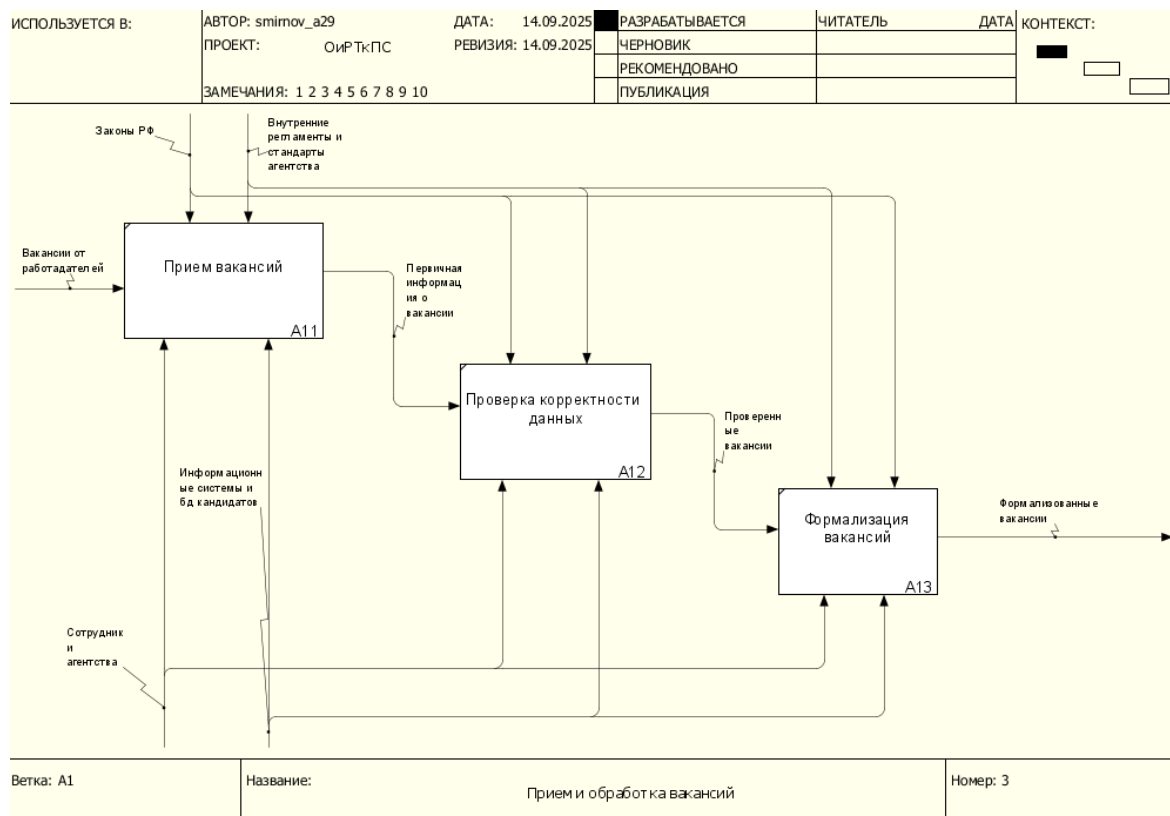 ИСПОЛЬЗУЕТСЯ В:
АВТОР: smirnov_a29
ДАТА: 14.09.2025
РАЗРАБАТЫВАЕТСЯ
ЧИТАТЕЛЬ
ДАТА
КОНТЕКСТ:
ПРОЕКТ: ОиРТкПС
РЕВИЗИЯ: 14.09.2025
ЧЕРНОВИК
РЕКОМЕНДОВАНО
ЗАМЕЧАНИЯ: 1 2 3 4 5 6 7 8 9 10
ПУБЛИКАЦИЯ
Законы РФ
Внутренние
регламенты и
стандарты
агентства
Вакансии от
работадателей
Прием вакансий
A11
Первичная
информац
ия о
вакансии
Проверка корректности
данных
A12
Проверенн
ые
вакансии
Информационн
ые системы и
бд кандидатов
Формализация
вакансий
A13
Формализованные
вакансии
Сотрудник
и
агентства
Ветка: A1
Название:
Прием и обработка вакансий
Номер: 3